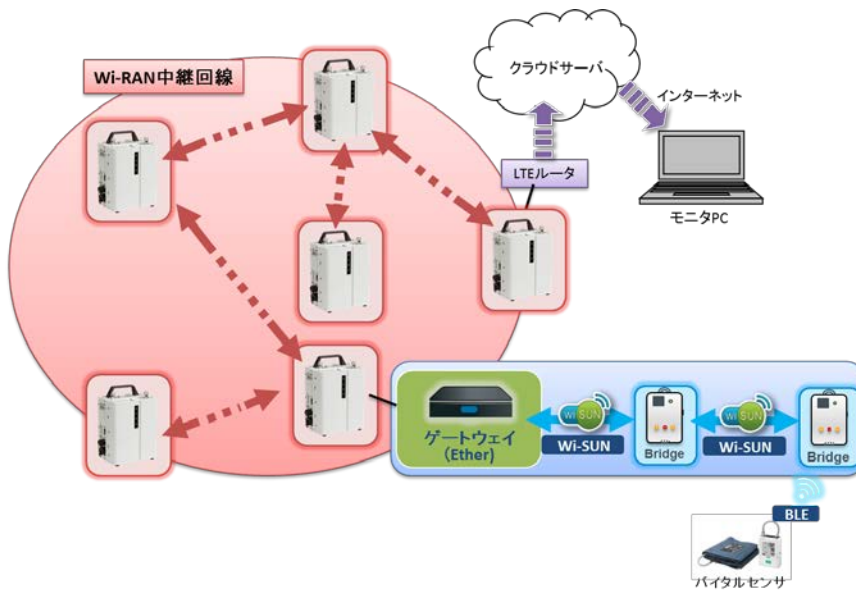 Wi-RAN中継回線
クラウドサーバ
インターネット
LTEルータ
モニタPC
ゲートウェイ
(Ether)
Wi SUN
Wi-SUN
Bridge
Wi SUN
Wi-SUN
Bridge
BLE
バイタルセンサ